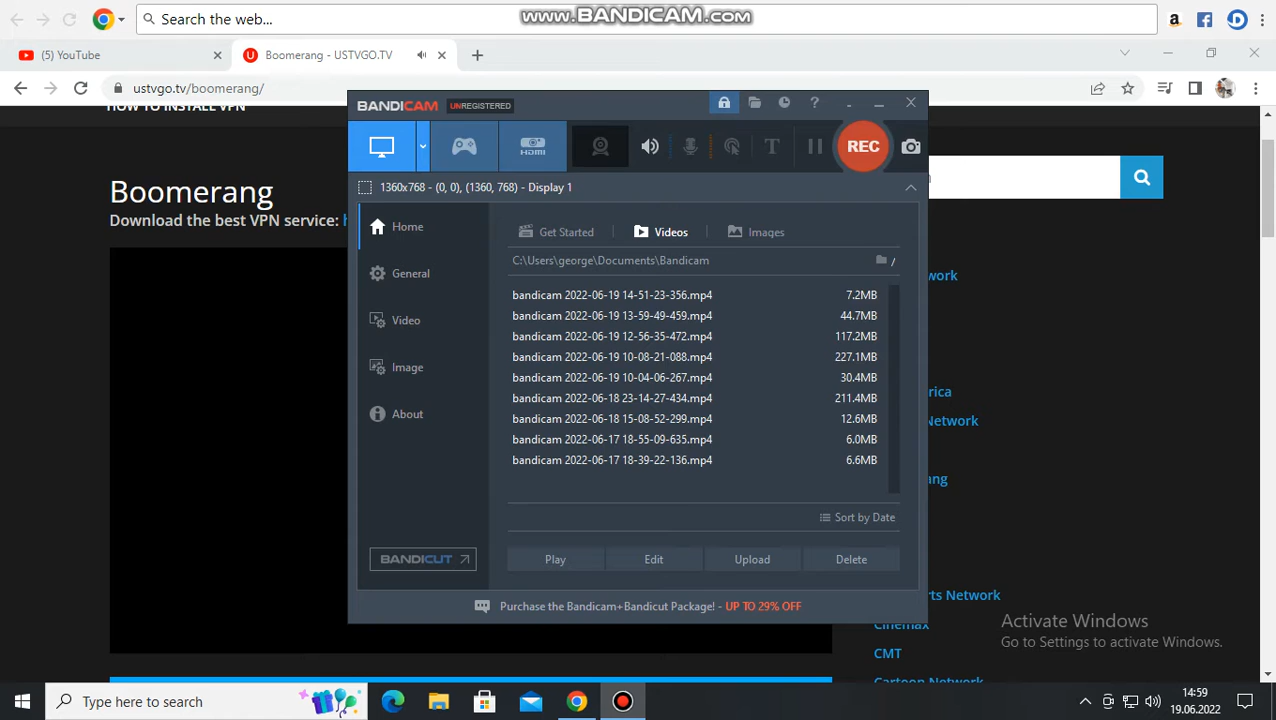 Search the web...
www.BANDICAM.com
(5) YouTube
Boomerang - USTVGO.TV
ustvgo.tv/boomerang/
HOW TO INSTALL VPN
BANDICAM UNREGISTERED
REC
HDMI
1360x768 - (0, 0), (1360, 768) - Display 1
Boomerang
Download the best VPN service:
Home
General
Video
Image
About
BANDICUT
Get Started
Videos
Images
C:\Users\george\Documents\Bandicam
bandicam 2022-06-19 14-51-23-356.mp4 7.2MB
bandicam 2022-06-19 13-59-49-459.mp4 44.7MB
bandicam 2022-06-19 12-56-35-472.mp4 117.2MB
bandicam 2022-06-19 10-08-21-088.mp4 227.1MB
bandicam 2022-06-19 10-04-06-267.mp4 30.4MB
bandicam 2022-06-18 23-14-27-434.mp4 211.4MB
bandicam 2022-06-18 15-08-52-299.mp4 12.6MB
bandicam 2022-06-17 18-55-09-635.mp4 6.0MB
bandicam 2022-06-17 18-39-22-136.mp4 6.6MB
Sort by Date
Play
Edit
Upload
Delete
Purchase the Bandicam+Bandicut Package! - UP TO 29% OFF
work
erica
Network
ang
rts Network
Cinemax
CMT
Cartoon Network
Activate Windows
Go to Settings to activate Windows.
Type here to search
14:59
19.06.2022